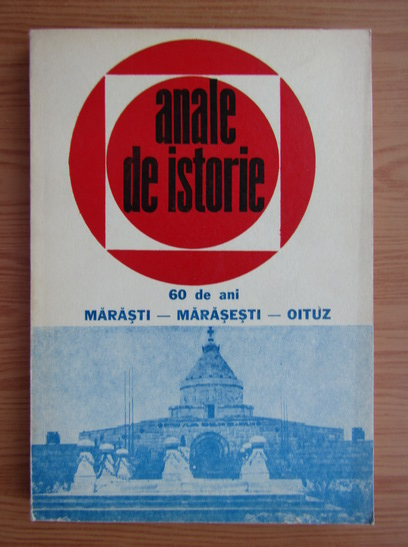 anale
de istorie
60 de ani
MĂRĂȘTI — MĂRĂȘEȘTI — OITUZ